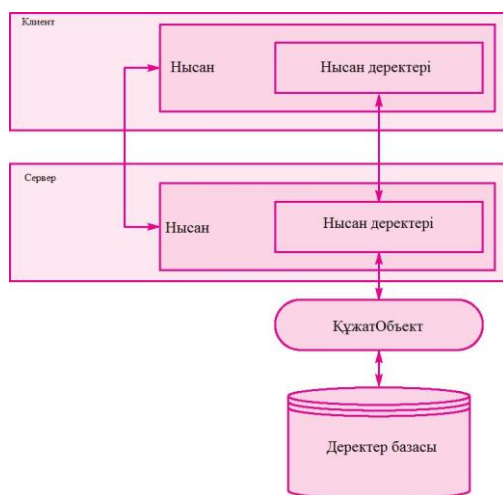 Клиент
Нысан
Нысан деректері
Сервер
Нысан
Нысан деректері
ҚұжатОбъект
Деректер базасы